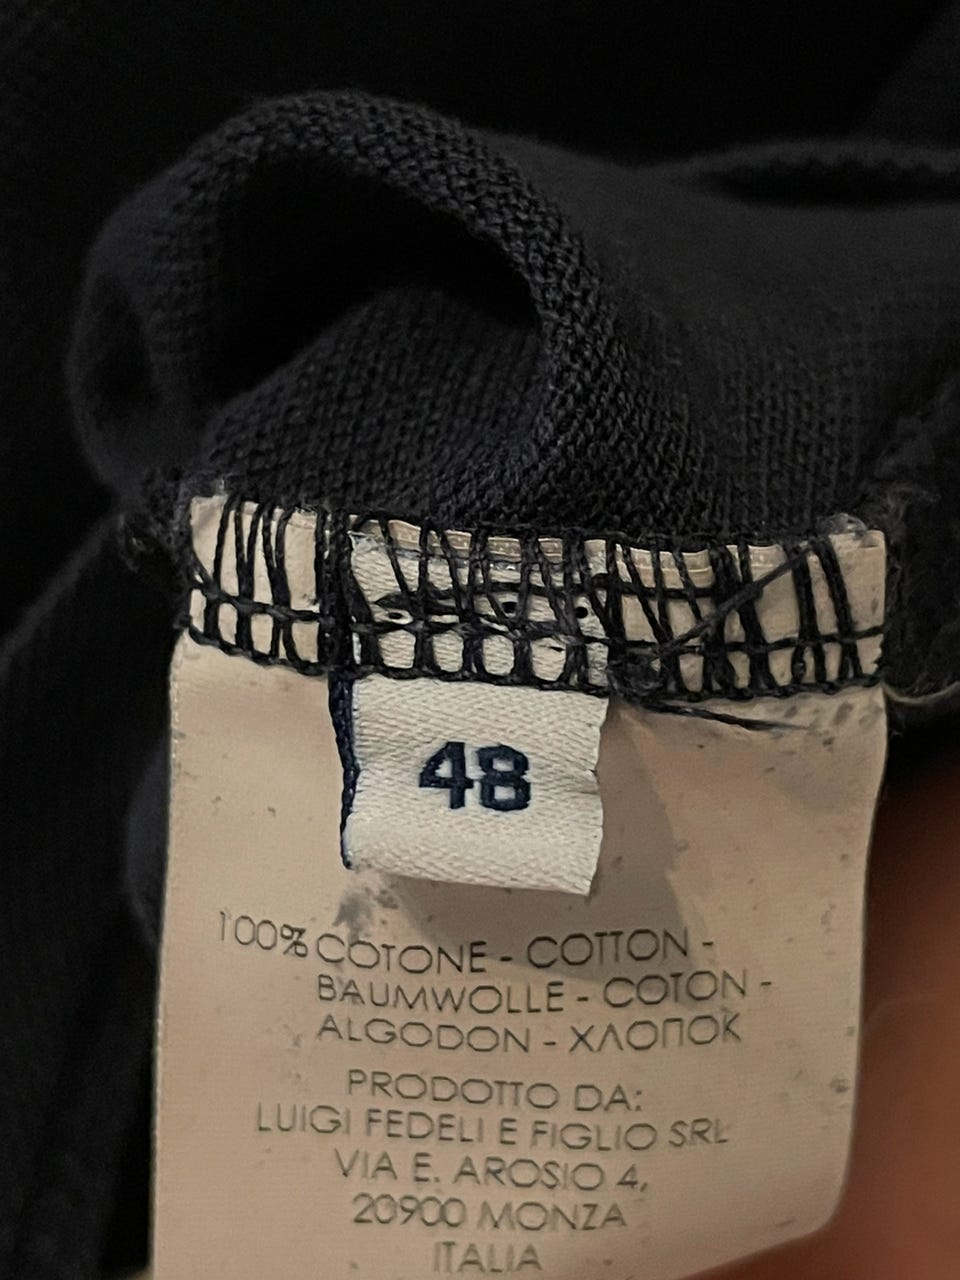 48
100% COTONE - COTTON -
BAUMWOLLE - COTON -
ALGODON - ХЛОПОК
PRODOTTO DA:
LUIGI FEDELI E FIGLIO SRL
VIA E. AROSIO 4,
20900 MONZA
ITALIA